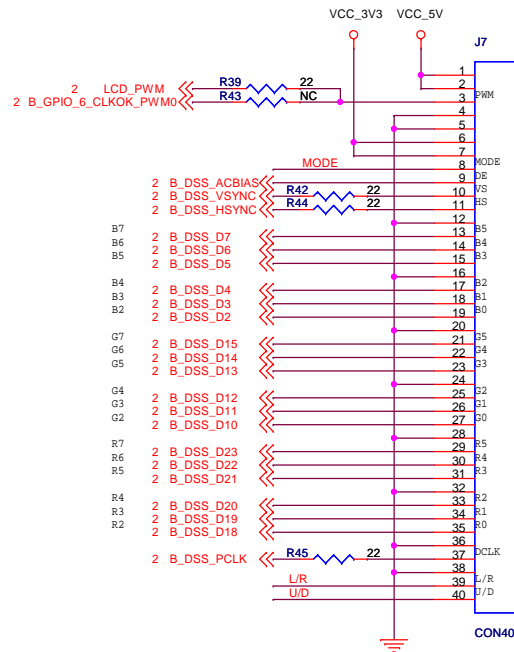 VCC_3V3 VCC_5V
J7
1
2
R39 22
2 LCD_PWM
PWM
R43 NC
2 B_GPIO_6_CLKOK_PWM0 3
4
5
6
7
MODE MODE
8
2 B_DSS_ACBIAS 9 DE
2 B_DSS_VSYNC R42 22 10 VS
2 B_DSS_HSYNC R44 22 11 HS
12
B7 2 B_DSS_D7 13 B5
B6 2 B_DSS_D6 14 B4
B5 2 B_DSS_D5 15 B3
16
B4 2 B_DSS_D4 17 B2
B3 2 B_DSS_D3 18 B1
B2 2 B_DSS_D2 19 B0
20
G7 2 B_DSS_D15 21 G5
G6 2 B_DSS_D14 22 G4
G5 2 B_DSS_D13 23 G3
24
G4 2 B_DSS_D12 25 G2
G3 2 B_DSS_D11 26 G1
G2 2 B_DSS_D10 27 G0
28
R7 2 B_DSS_D23 29 R5
R6 2 B_DSS_D22 30 R4
R5 2 B_DSS_D21 31 R3
32
R4 2 B_DSS_D20 33 R2
R3 2 B_DSS_D19 34 R1
R2 2 B_DSS_D18 35 R0
36
2 B_DSS_PCLK R45 22 37 DCLK
38
L/R 39 L/R
U/D 40 U/D
CON40